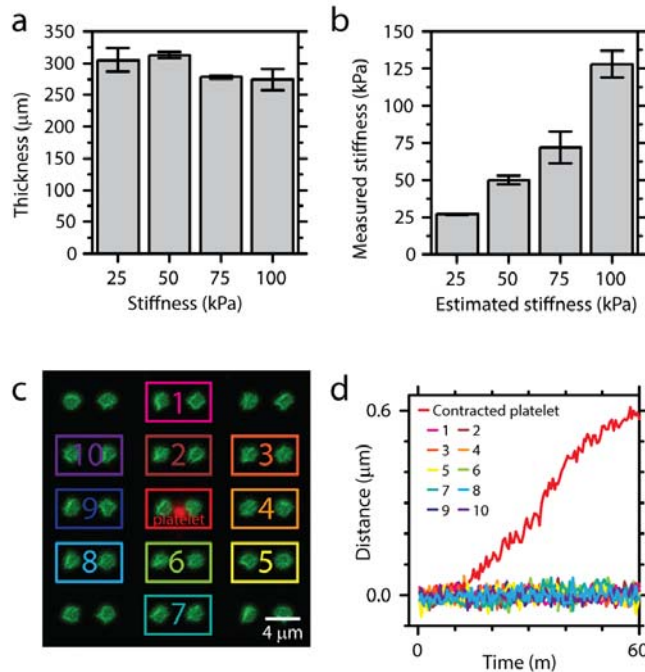 a
350
300
250
200
150
100
350
0
Thickness (μm)
25 50 75 100
Stiffness (kPa)
b
150
125
100
75
50
25
0
Measured stiffness (kPa)
25 50 75 100
Estimated stiffness (kPa)
c
1
10 2 3
9 platelet 4
8 6 5
7
4 μm
d
0.6
0.0
Distance (μm)
Contracted platelet
1 2
3 4
5 6
7 8
9 10
0 60
Time (m)